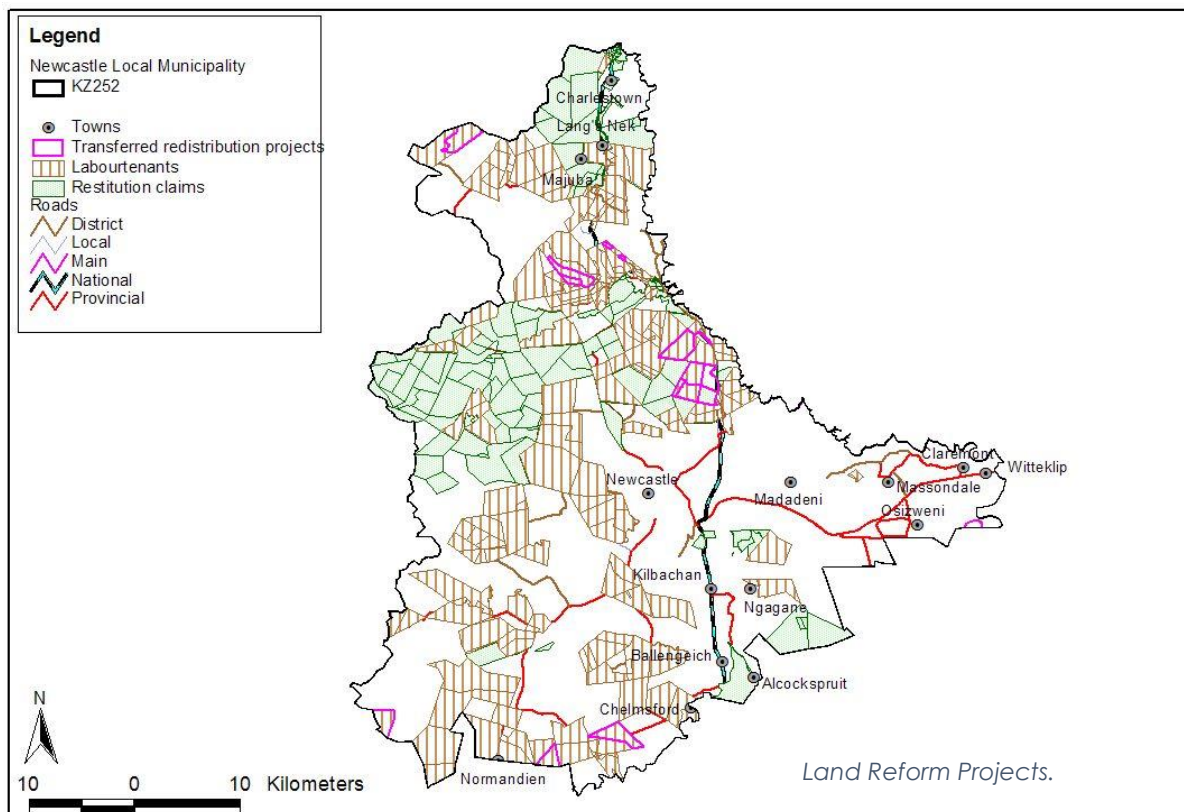 Legend
Newcastle Local Municipality
KZ252
Towns
Transferred redistribution projects
Labourtenants
Restitution claims
Roads
District
Local
Main
National
Provincial
Charlestown
Lang's Nek
Majuba
Newcastle
Madadeni
Claremont
Witteklip
Massondale
Osizweni
Kilbachan
Ngagane
Ballengeich
Alcockspruit
Chelmsford
Normandien
N
10 0 10 Kilometers
Land Reform Projects.